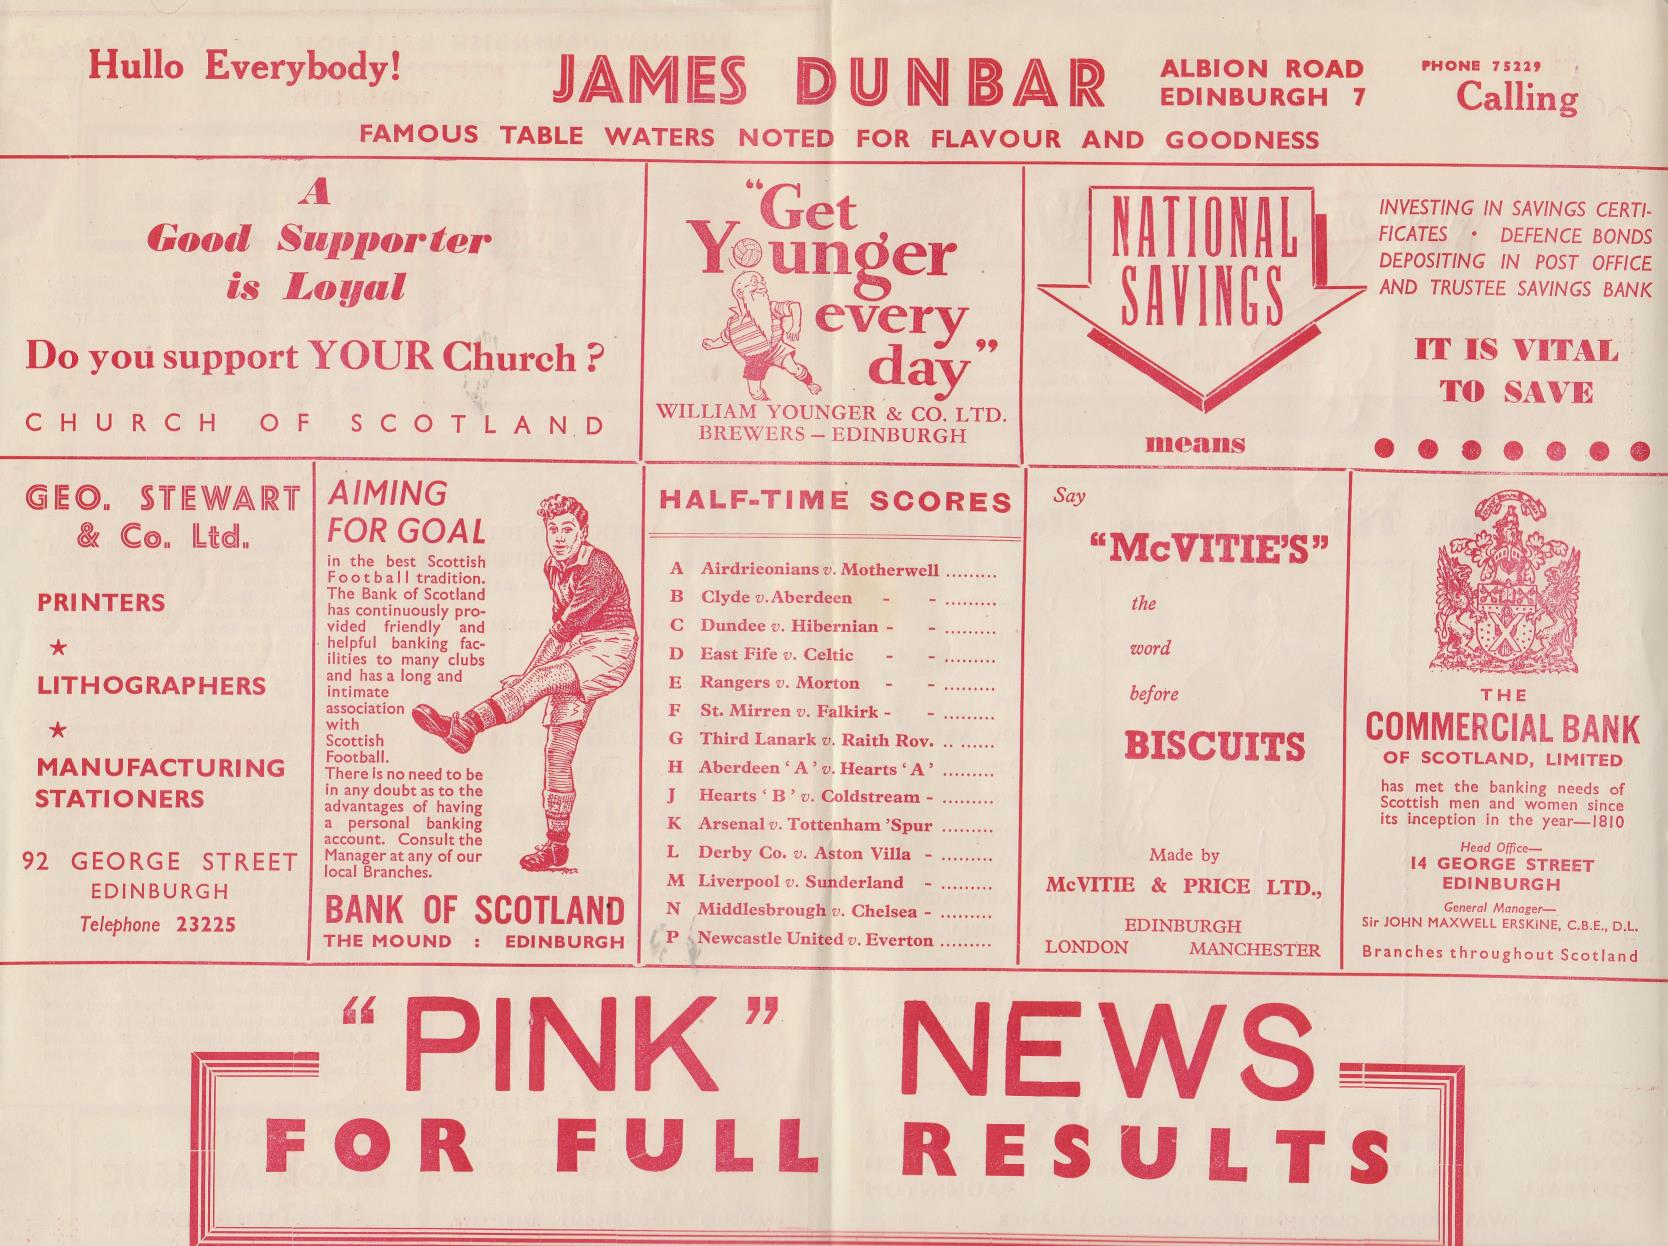 Hullo Everybody!
JAMES DUNBAR
ALBION ROAD
EDINBURGH 7
PHONE 75229
Calling
FAMOUS TABLE WATERS NOTED FOR FLAVOUR AND GOODNESS
A
Good Supporter
is Loyal
Do you support YOUR Church ?
CHURCH OF SCOTLAND
"Get
Younger
every
day"
WILLIAM YOUNGER & CO. LTD.
BREWERS — EDINBURGH
NATIONAL
SAVINGS
means
INVESTING IN SAVINGS CERTI-
FICATES · DEFENCE BONDS
DEPOSITING IN POST OFFICE
AND TRUSTEE SAVINGS BANK
IT IS VITAL
TO SAVE
GEO. STEWART
& Co. Ltd.
PRINTERS
★
LITHOGRAPHERS
★
MANUFACTURING
STATIONERS
92 GEORGE STREET
EDINBURGH
Telephone 23225
AIMING
FOR GOAL
in the best Scottish
Football tradition.
The Bank of Scotland
has continuously pro-
vided friendly and
helpful banking fac-
ilities to many clubs
and has a long and
intimate
association
with
Scottish
Football.
There is no need to be
in any doubt as to the
advantages of having
a personal banking
account. Consult the
Manager at any of our
local Branches.
BANK OF SCOTLAND
THE MOUND : EDINBURGH
HALF-TIME SCORES
A Airdrieonians v. Motherwell .........
B Clyde v. Aberdeen - - .........
C Dundee v. Hibernian - - .........
D East Fife v. Celtic - - .........
E Rangers v. Morton - - .........
F St. Mirren v. Falkirk - - .........
G Third Lanark v. Raith Rov. .. ......
H Aberdeen ‘A’ v. Hearts ‘A’ .........
J Hearts ‘B’ v. Coldstream - .........
K Arsenal v. Tottenham ’Spur .........
L Derby Co. v. Aston Villa - .........
M Liverpool v. Sunderland - .........
N Middlesbrough v. Chelsea - .........
P Newcastle United v. Everton .........
Say
"McVITIE'S"
the
word
before
BISCUITS
Made by
McVITIE & PRICE LTD.,
EDINBURGH
LONDON MANCHESTER
THE
COMMERCIAL BANK
OF SCOTLAND, LIMITED
has met the banking needs of
Scottish men and women since
its inception in the year—1810
Head Office—
14 GEORGE STREET
EDINBURGH
General Manager—
Sir JOHN MAXWELL ERSKINE, C.B.E., D.L.
Branches throughout Scotland
"PINK" NEWS
FOR FULL RESULTS